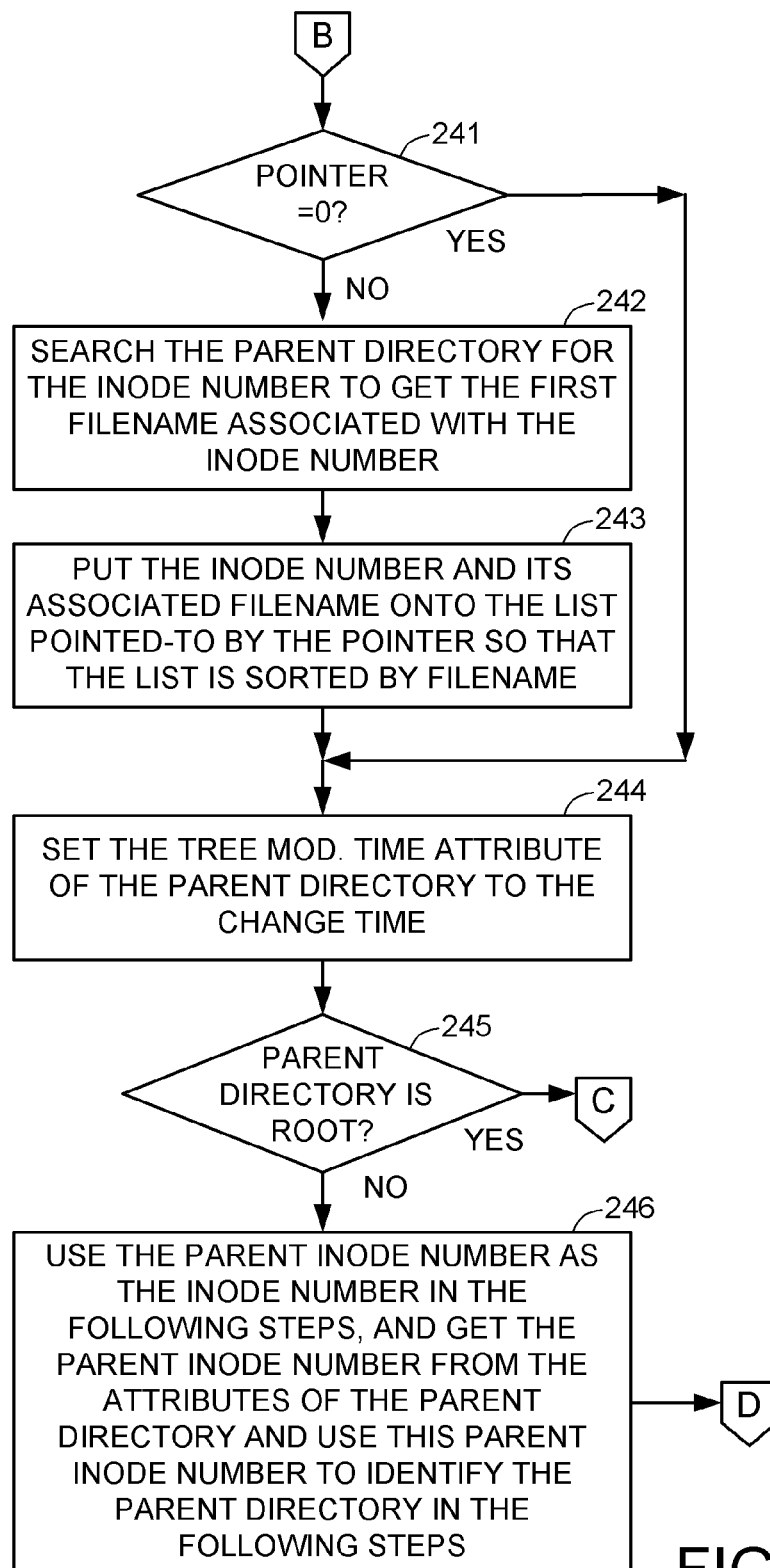 B
241
POINTER
=0?
YES
NO
242
SEARCH THE PARENT DIRECTORY FOR
THE INODE NUMBER TO GET THE FIRST
FILENAME ASSOCIATED WITH THE
INODE NUMBER
243
PUT THE INODE NUMBER AND ITS
ASSOCIATED FILENAME ONTO THE LIST
POINTED-TO BY THE POINTER SO THAT
THE LIST IS SORTED BY FILENAME
244
SET THE TREE MOD. TIME ATTRIBUTE
OF THE PARENT DIRECTORY TO THE
CHANGE TIME
245
PARENT
DIRECTORY IS
ROOT?
YES
C
NO
246
USE THE PARENT INODE NUMBER AS
THE INODE NUMBER IN THE
FOLLOWING STEPS, AND GET THE
PARENT INODE NUMBER FROM THE
ATTRIBUTES OF THE PARENT
DIRECTORY AND USE THIS PARENT
INODE NUMBER TO IDENTIFY THE
PARENT DIRECTORY IN THE
FOLLOWING STEPS
D